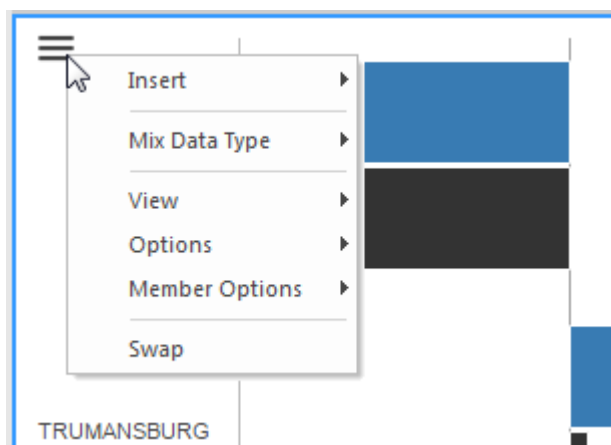 Insert
Mix Data Type
View
Options
Member Options
Swap
TRUMANSBURG